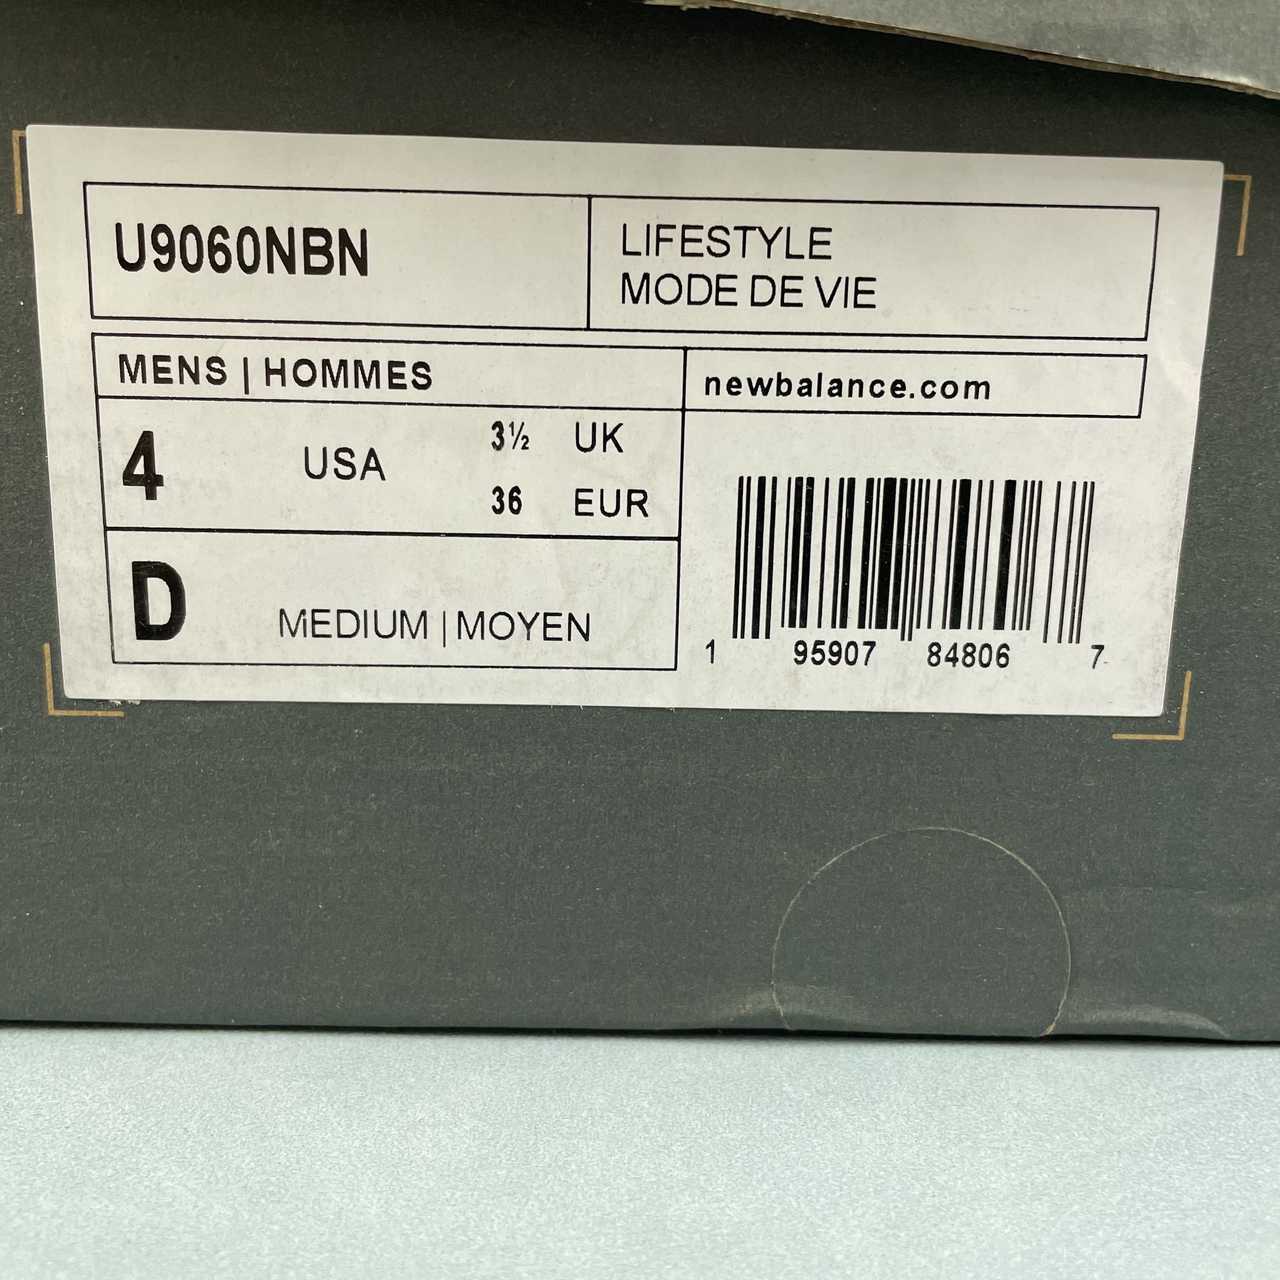 U9060NBN
LIFESTYLE
MODE DE VIE
MENS | HOMMES
newbalance.com
4 USA
3½ UK
36 EUR
D MEDIUM | MOYEN
1 95907 84806 7